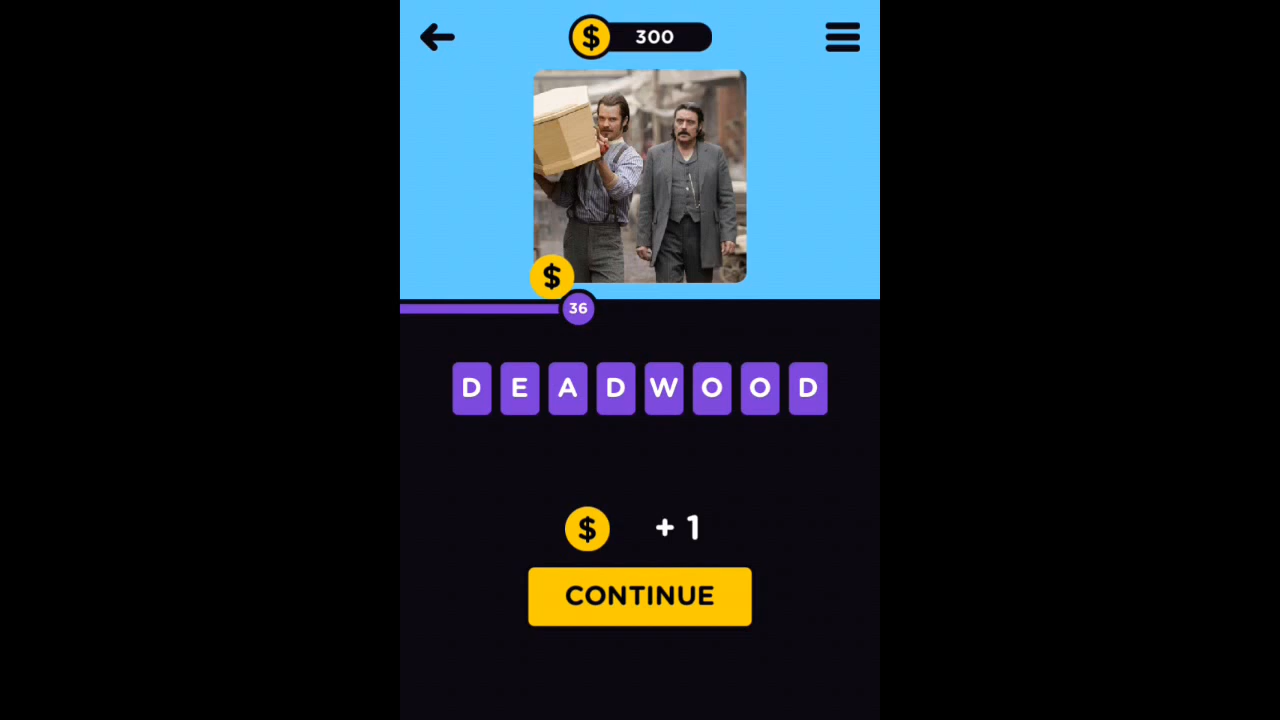 $ 300
$
36
DEADWOOD
$ + 1
CONTINUE